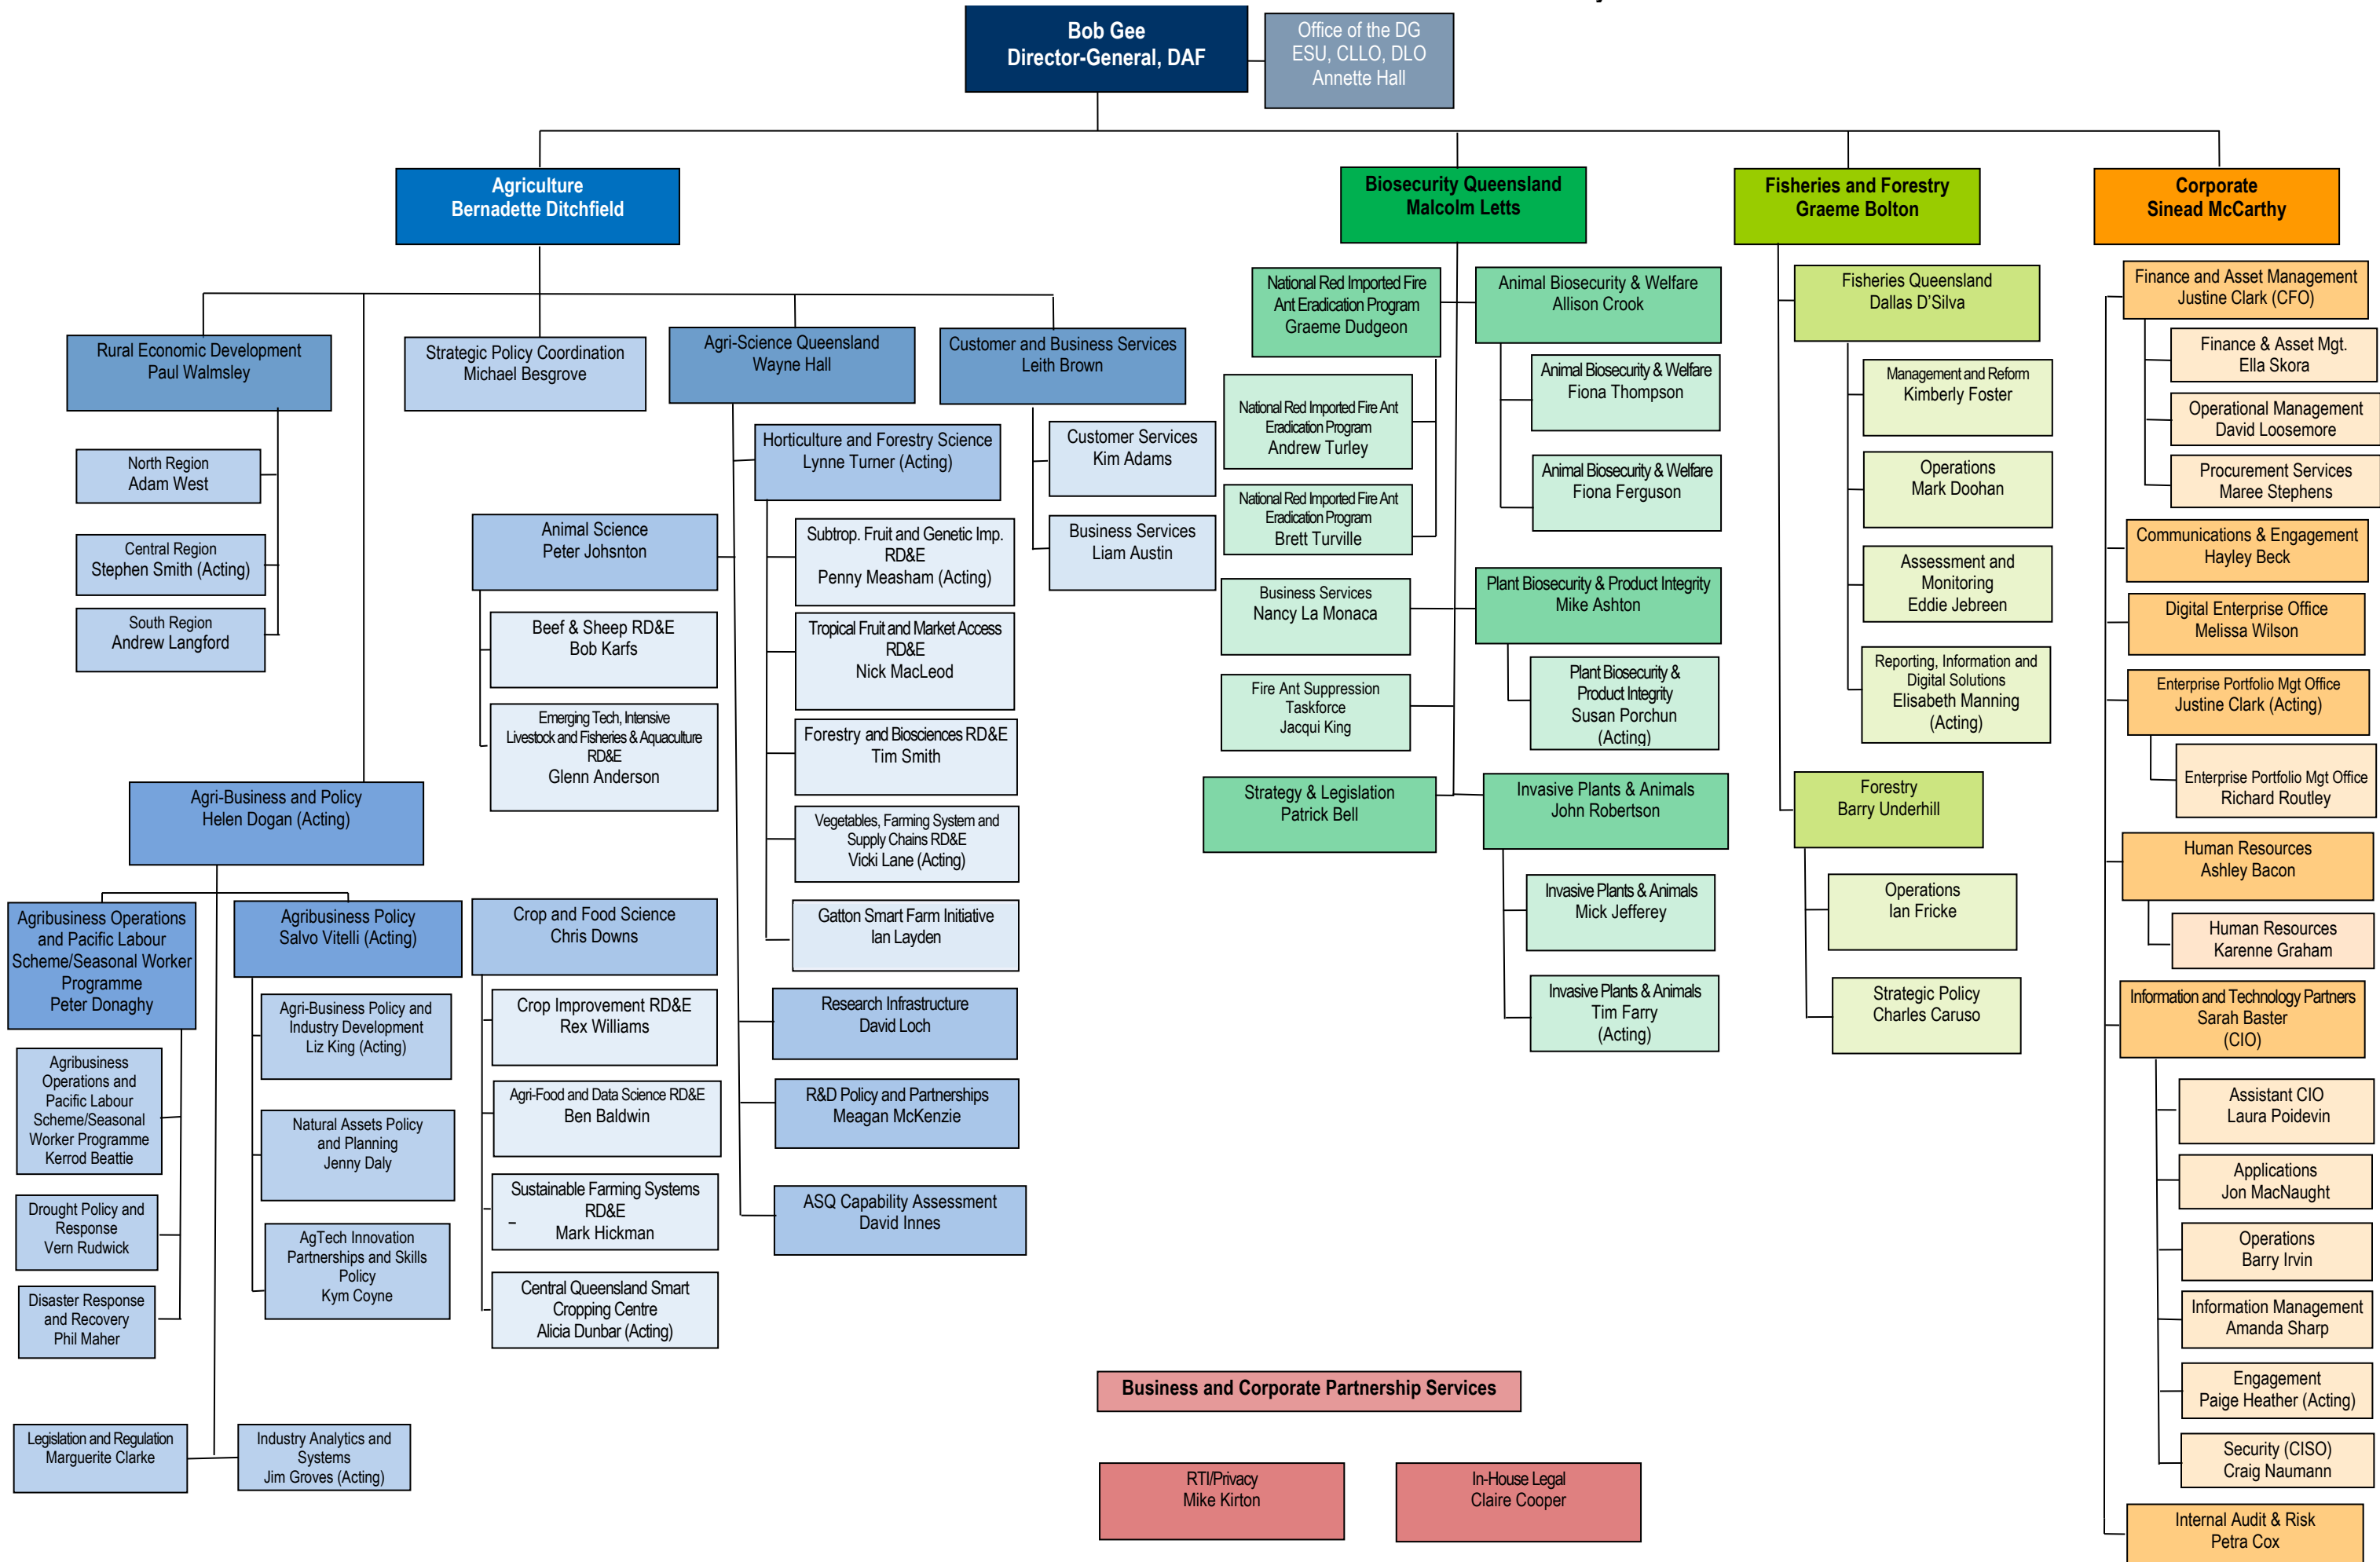 Bob Gee
Director-General, DAF
Office of the DG
ESU, CLLO, DLO
Annette Hall
Agriculture
Bernadette Ditchfield
Biosecurity Queensland
Malcolm Letts
Fisheries and Forestry
Graeme Bolton
Corporate
Sinead McCarthy
Rural Economic Development
Paul Walmsley
North Region
Adam West
Central Region
Stephen Smith (Acting)
South Region
Andrew Langford
Strategic Policy Coordination
Michael Besgrove
Agri-Science Queensland
Wayne Hall
Customer and Business Services
Leith Brown
Customer Services
Kim Adams
Business Services
Liam Austin
Horticulture and Forestry Science
Lynne Turner (Acting)
Subtrop. Fruit and Genetic Imp.
RD&E
Penny Measham (Acting)
Tropical Fruit and Market Access
RD&E
Nick MacLeod
Forestry and Biosciences RD&E
Tim Smith
Vegetables, Farming System and
Supply Chains RD&E
Vicki Lane (Acting)
Gatton Smart Farm Initiative
Ian Layden
Animal Science
Peter Johsnton
Beef & Sheep RD&E
Bob Karfs
Emerging Tech, Intensive
Livestock and Fisheries & Aquaculture
RD&E
Glenn Anderson
Crop and Food Science
Chris Downs
Crop Improvement RD&E
Rex Williams
Agri-Food and Data Science RD&E
Ben Baldwin
Sustainable Farming Systems
RD&E
–
Mark Hickman
Central Queensland Smart
Cropping Centre
Alicia Dunbar (Acting)
Research Infrastructure
David Loch
R&D Policy and Partnerships
Meagan McKenzie
ASQ Capability Assessment
David Innes
Agri-Business and Policy
Helen Dogan (Acting)
Agribusiness Operations
and Pacific Labour
Scheme/Seasonal Worker
Programme
Peter Donaghy
Agribusiness
Operations and
Pacific Labour
Scheme/Seasonal
Worker Programme
Kerrod Beattie
Drought Policy and
Response
Vern Rudwick
Disaster Response
and Recovery
Phil Maher
Agribusiness Policy
Salvo Vitelli (Acting)
Agri-Business Policy and
Industry Development
Liz King (Acting)
Natural Assets Policy
and Planning
Jenny Daly
AgTech Innovation
Partnerships and Skills
Policy
Kym Coyne
Legislation and Regulation
Marguerite Clarke
Industry Analytics and
Systems
Jim Groves (Acting)
National Red Imported Fire
Ant Eradication Program
Graeme Dudgeon
National Red Imported Fire Ant
Eradication Program
Andrew Turley
National Red Imported Fire Ant
Eradication Program
Brett Turville
Business Services
Nancy La Monaca
Fire Ant Suppression
Taskforce
Jacqui King
Strategy & Legislation
Patrick Bell
Animal Biosecurity & Welfare
Allison Crook
Animal Biosecurity & Welfare
Fiona Thompson
Animal Biosecurity & Welfare
Fiona Ferguson
Plant Biosecurity & Product Integrity
Mike Ashton
Plant Biosecurity &
Product Integrity
Susan Porchun
(Acting)
Invasive Plants & Animals
John Robertson
Invasive Plants & Animals
Mick Jefferey
Invasive Plants & Animals
Tim Farry
(Acting)
Fisheries Queensland
Dallas D'Silva
Management and Reform
Kimberly Foster
Operations
Mark Doohan
Assessment and
Monitoring
Eddie Jebreen
Reporting, Information and
Digital Solutions
Elisabeth Manning
(Acting)
Forestry
Barry Underhill
Operations
Ian Fricke
Strategic Policy
Charles Caruso
Finance and Asset Management
Justine Clark (CFO)
Finance & Asset Mgt.
Ella Skora
Operational Management
David Loosemore
Procurement Services
Maree Stephens
Communications & Engagement
Hayley Beck
Digital Enterprise Office
Melissa Wilson
Enterprise Portfolio Mgt Office
Justine Clark (Acting)
Enterprise Portfolio Mgt Office
Richard Routley
Human Resources
Ashley Bacon
Human Resources
Karenne Graham
Information and Technology Partners
Sarah Baster
(CIO)
Assistant CIO
Laura Poidevin
Applications
Jon MacNaught
Operations
Barry Irvin
Information Management
Amanda Sharp
Engagement
Paige Heather (Acting)
Security (CISO)
Craig Naumann
Internal Audit & Risk
Petra Cox
Business and Corporate Partnership Services
RTI/Privacy
Mike Kirton
In-House Legal
Claire Cooper